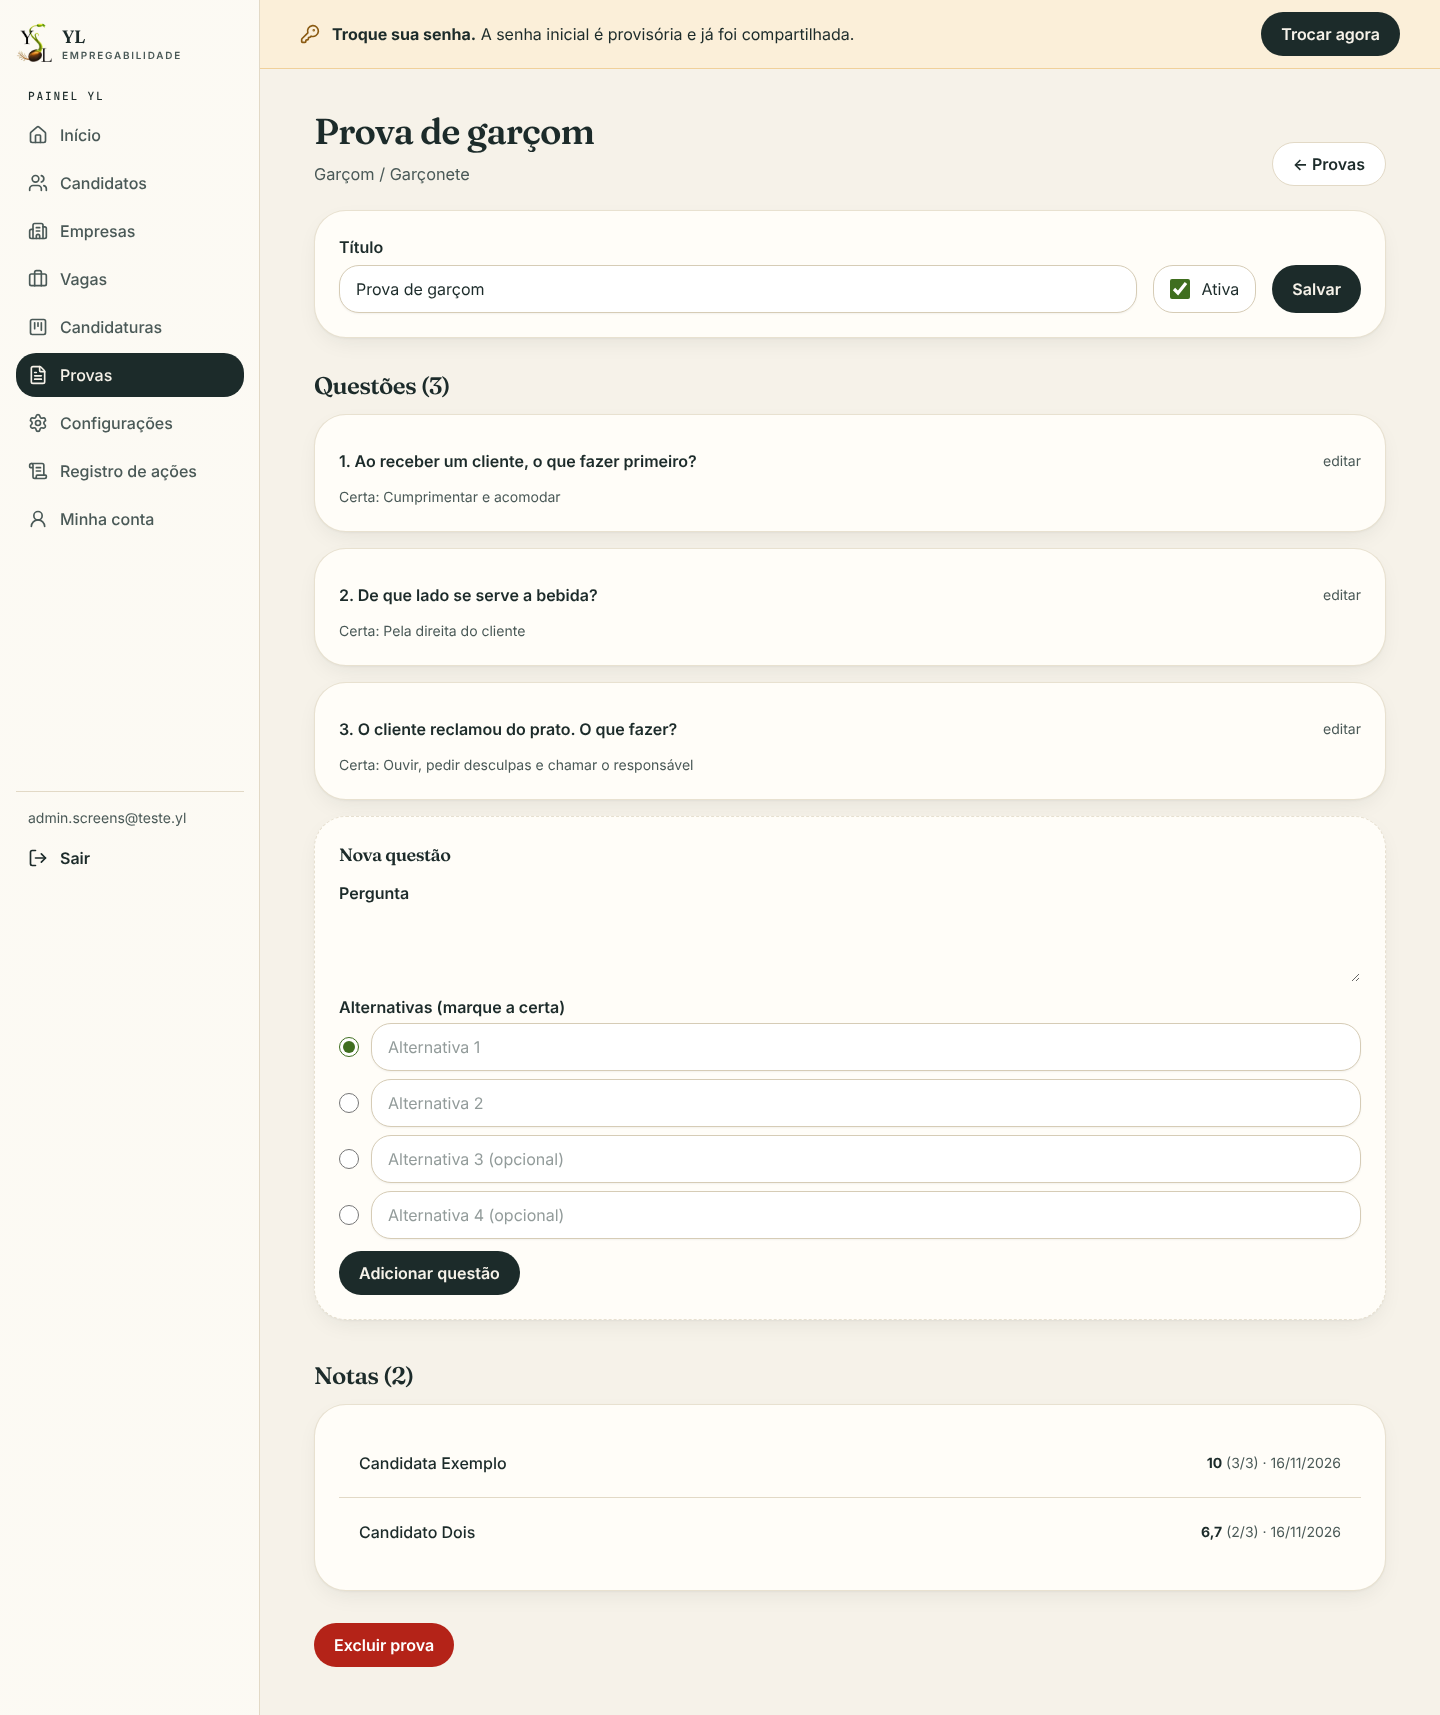 YL
YL
EMPREGABILIDADE
PAINEL YL
Início
Candidatos
Empresas
Vagas
Candidaturas
Provas
Configurações
Registro de ações
Minha conta
admin.screens@teste.yl
Sair
Troque sua senha. A senha inicial é provisória e já foi compartilhada.
Trocar agora
Prova de garçom
Garçom / Garçonete
← Provas
Título
Prova de garçom
Ativa
Salvar
Questões (3)
1. Ao receber um cliente, o que fazer primeiro?
editar
Certa: Cumprimentar e acomodar
2. De que lado se serve a bebida?
editar
Certa: Pela direita do cliente
3. O cliente reclamou do prato. O que fazer?
editar
Certa: Ouvir, pedir desculpas e chamar o responsável
Nova questão
Pergunta
Alternativas (marque a certa)
Alternativa 1
Alternativa 2
Alternativa 3 (opcional)
Alternativa 4 (opcional)
Adicionar questão
Notas (2)
Candidata Exemplo
10 (3/3) · 16/11/2026
Candidato Dois
6,7 (2/3) · 16/11/2026
Excluir prova